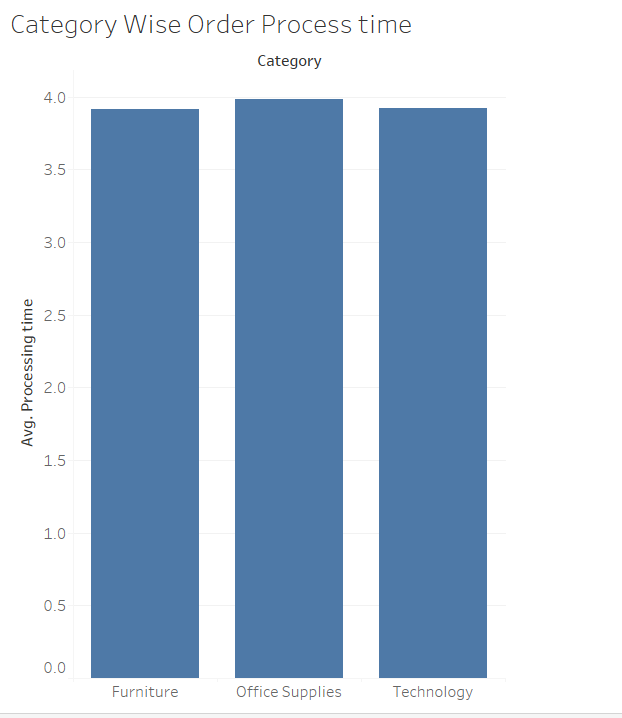 Category Wise Order Process time
Category
Avg. Processing time
4.0
3.5
3.0
2.5
2.0
1.5
1.0
0.5
0.0
Furniture Office Supplies Technology